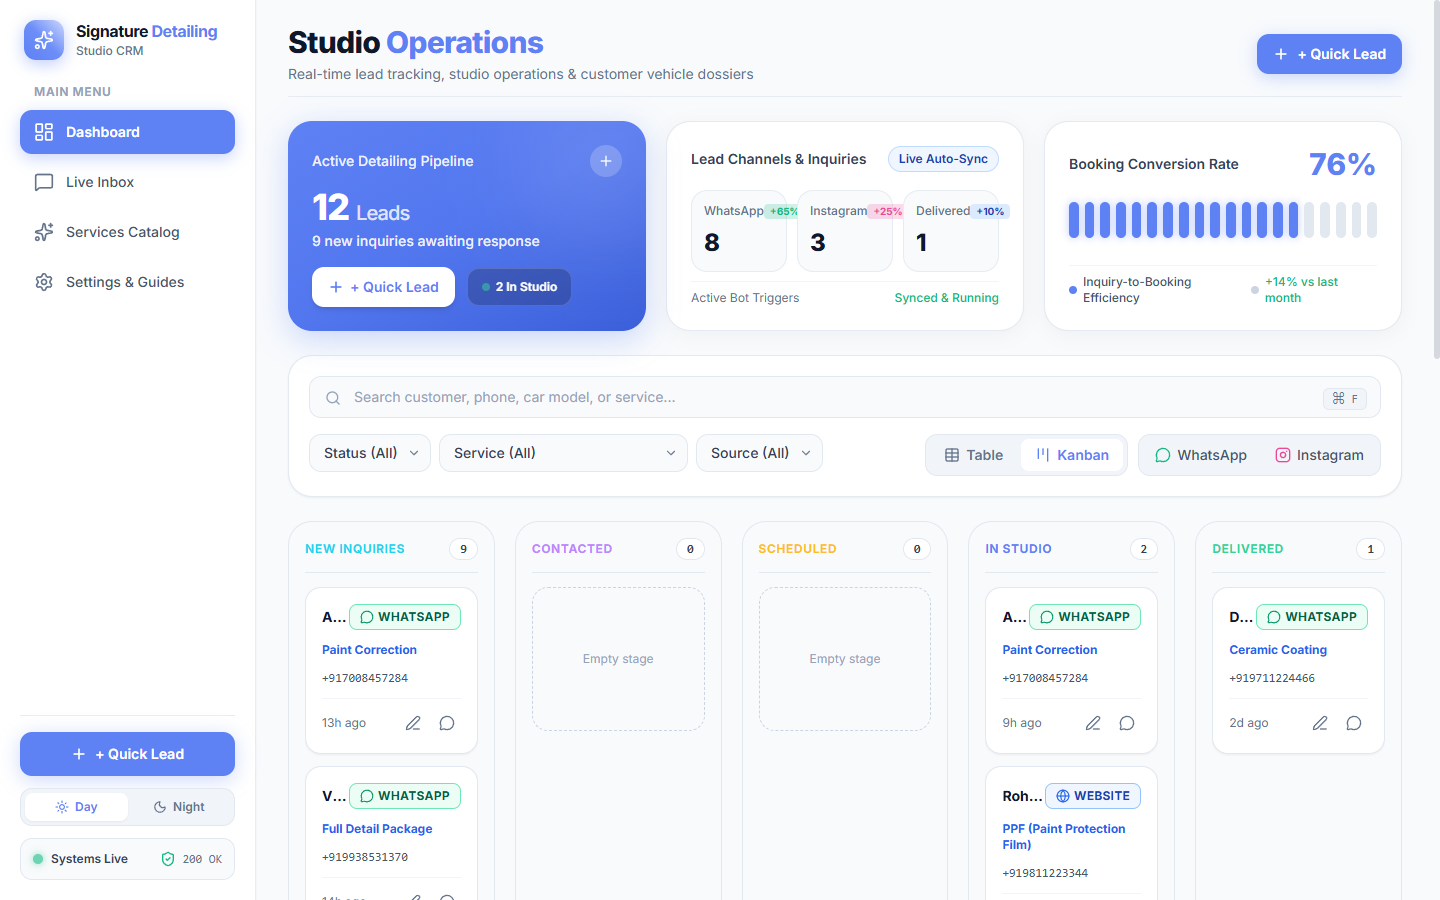 Signature Detailing
Studio CRM
MAIN MENU
Dashboard
Live Inbox
Services Catalog
Settings & Guides
+ Quick Lead
Day
Night
Systems Live
200 OK
Studio Operations
Real-time lead tracking, studio operations & customer vehicle dossiers
+ Quick Lead
Active Detailing Pipeline
12 Leads
9 new inquiries awaiting response
+ Quick Lead
2 In Studio
Lead Channels & Inquiries
Live Auto-Sync
WhatsApp +65%
8
Instagram +25%
3
Delivered +10%
1
Active Bot Triggers
Synced & Running
Booking Conversion Rate
76%
Inquiry-to-Booking
Efficiency
+14% vs last
month
Search customer, phone, car model, or service...
⌘ F
Status (All)
Service (All)
Source (All)
Table
Kanban
WhatsApp
Instagram
NEW INQUIRIES 9
A... WHATSAPP
Paint Correction
+917008457284
13h ago
V... WHATSAPP
Full Detail Package
+919938531370
14h ago
CONTACTED 0
Empty stage
SCHEDULED 0
Empty stage
IN STUDIO 2
A... WHATSAPP
Paint Correction
+917008457284
9h ago
Roh... WEBSITE
PPF (Paint Protection
Film)
+919811223344
DELIVERED 1
D... WHATSAPP
Ceramic Coating
+919711224466
2d ago